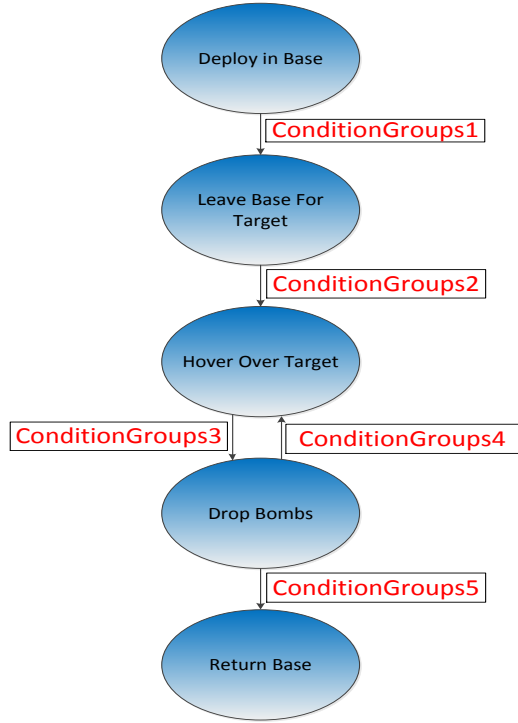 Deploy in Base
ConditionGroups1
Leave Base For
Target
ConditionGroups2
Hover Over Target
ConditionGroups3
ConditionGroups4
Drop Bombs
ConditionGroups5
Return Base